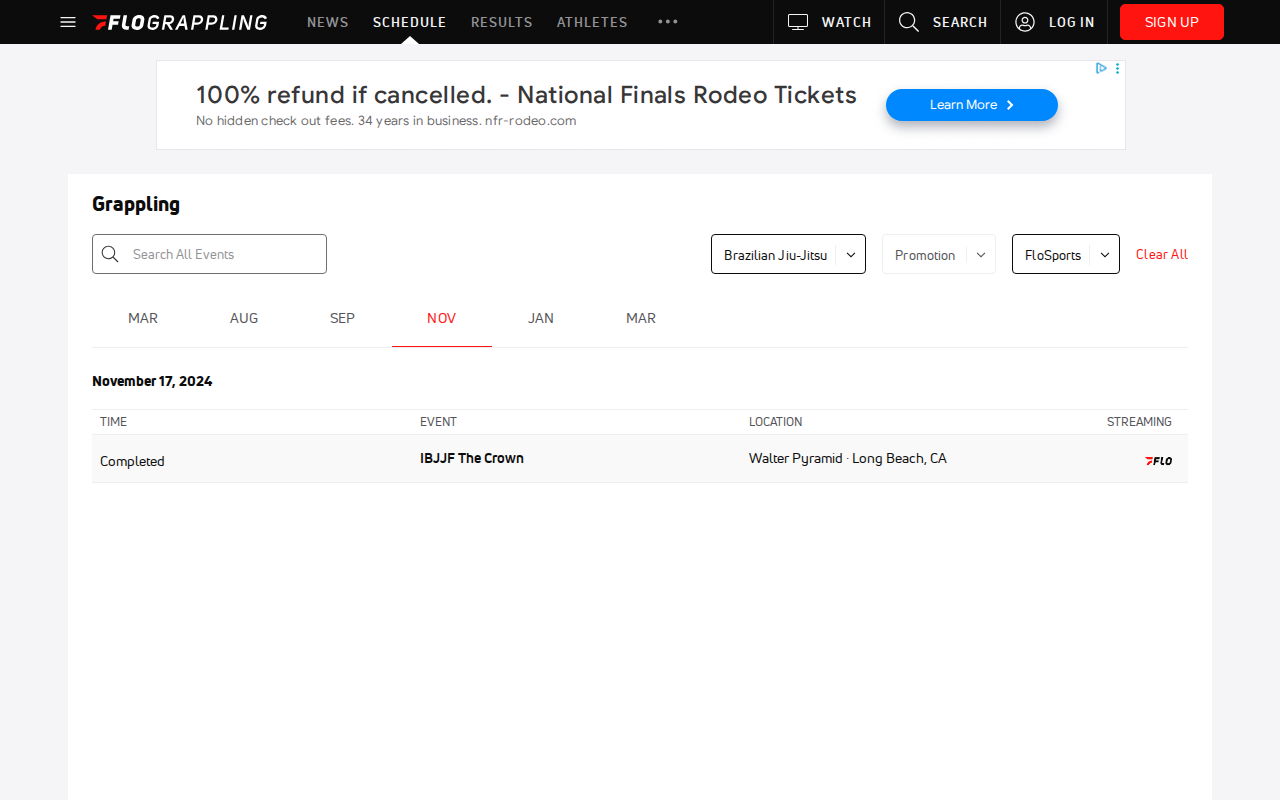 FLOGRAPPLING NEWS SCHEDULE RESULTS ATHLETES WATCH SEARCH LOG IN SIGN UP
100% refund if cancelled. - National Finals Rodeo Tickets
No hidden check out fees. 34 years in business. nfr-rodeo.com
Learn More
Grappling
Search All Events Brazilian Jiu-Jitsu Promotion FloSports Clear All
MAR AUG SEP NOV JAN MAR
November 17, 2024
TIME EVENT LOCATION STREAMING
Completed IBJJF The Crown Walter Pyramid · Long Beach, CA FLO